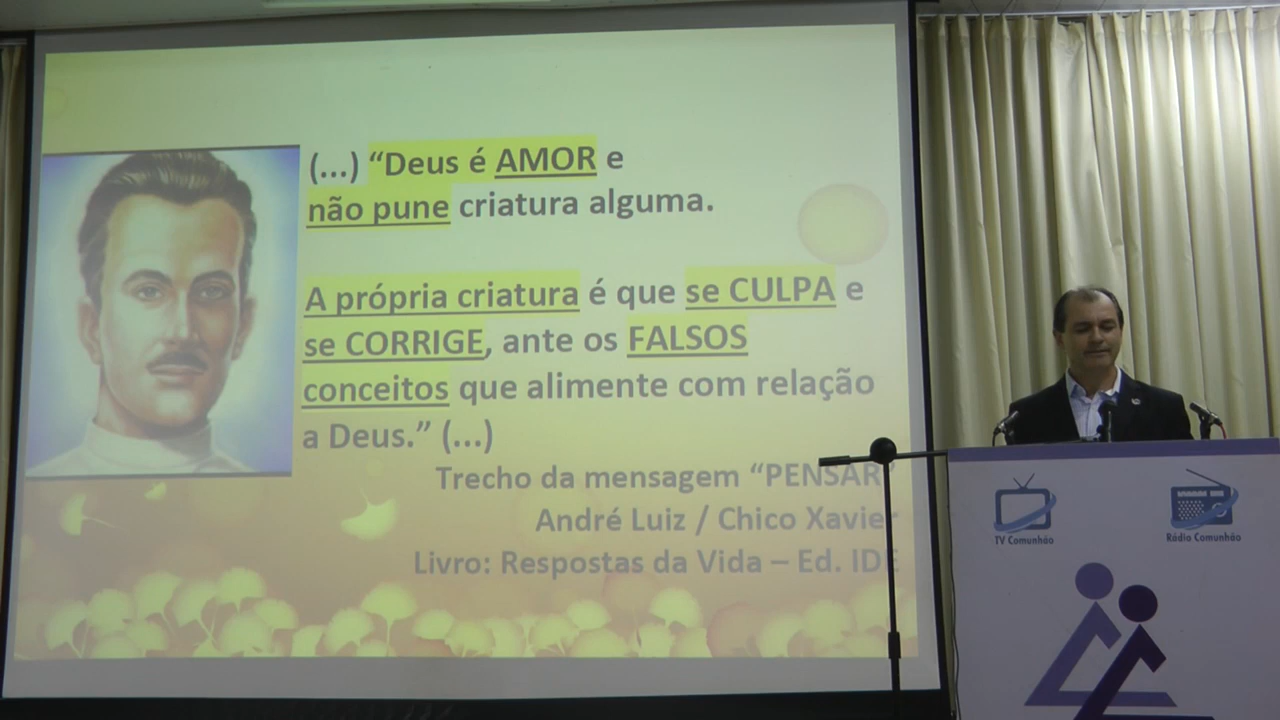 (...) “Deus é AMOR e
não pune criatura alguma.
A própria criatura é que se CULPA e
se CORRIGE, ante os FALSOS
conceitos que alimente com relação
a Deus.” (...)
Trecho da mensagem “PENSAR”
André Luiz / Chico Xavier
Livro: Respostas da Vida – Ed. IDE
TV Comunhão
Rádio Comunhão